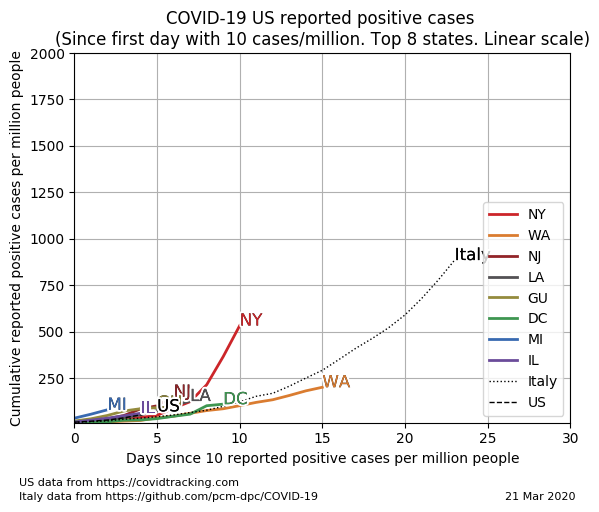 COVID-19 US reported positive cases
(Since first day with 10 cases/million. Top 8 states. Linear scale)
Cumulative reported positive cases per million people
2000
1750
1500
1250
1000
750
500
250
0
5
10
15
20
25
30
Days since 10 reported positive cases per million people
NY
WA
NJ
LA
DC
MI
IL
US
Italy
NY
WA
NJ
LA
GU
DC
MI
IL
Italy
US
US data from https://covidtracking.com
Italy data from https://github.com/pcm-dpc/COVID-19
21 Mar 2020